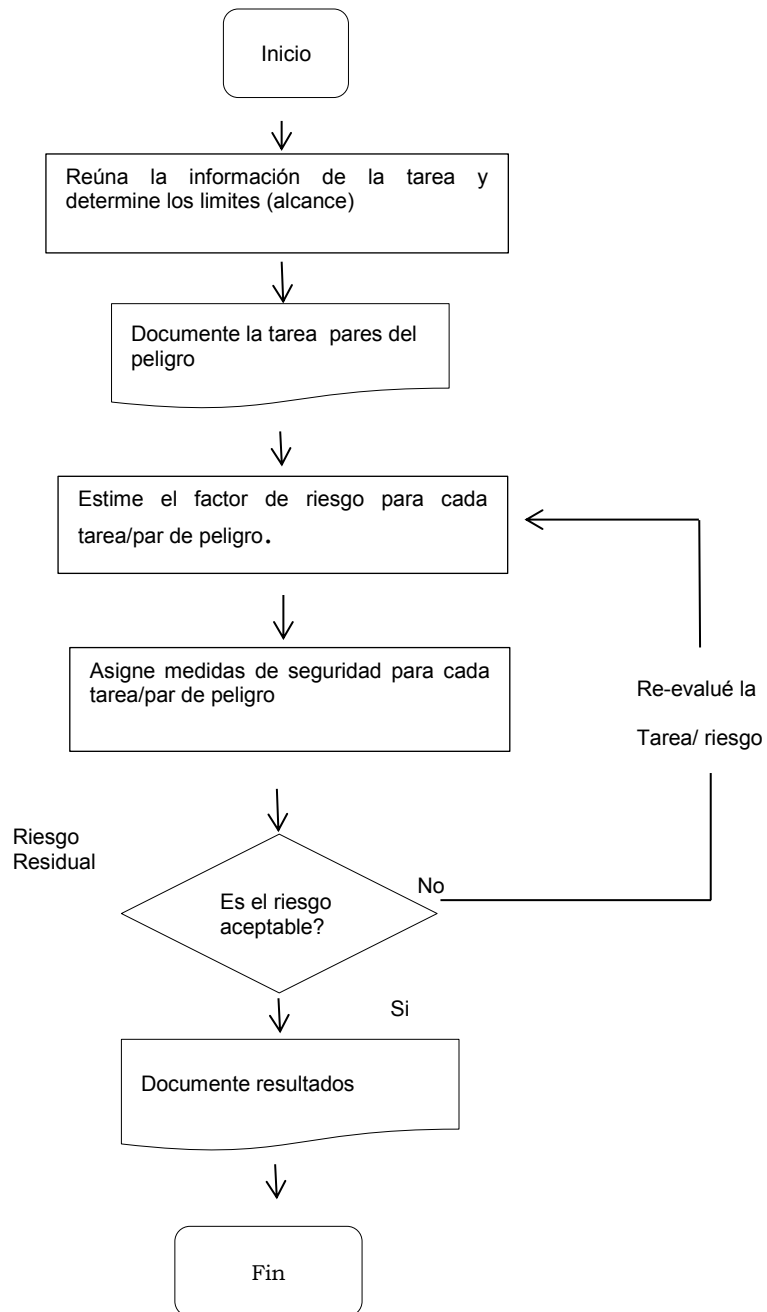 Inicio
Reúna la información de la tarea y
determine los limites (alcance)
Documente la tarea pares del
peligro
Estime el factor de riesgo para cada
tarea/par de peligro.
Asigne medidas de seguridad para cada
tarea/par de peligro
Re-evalué la
Tarea/ riesgo
Riesgo
Residual
Es el riesgo
aceptable?
No
Si
Documente resultados
Fin